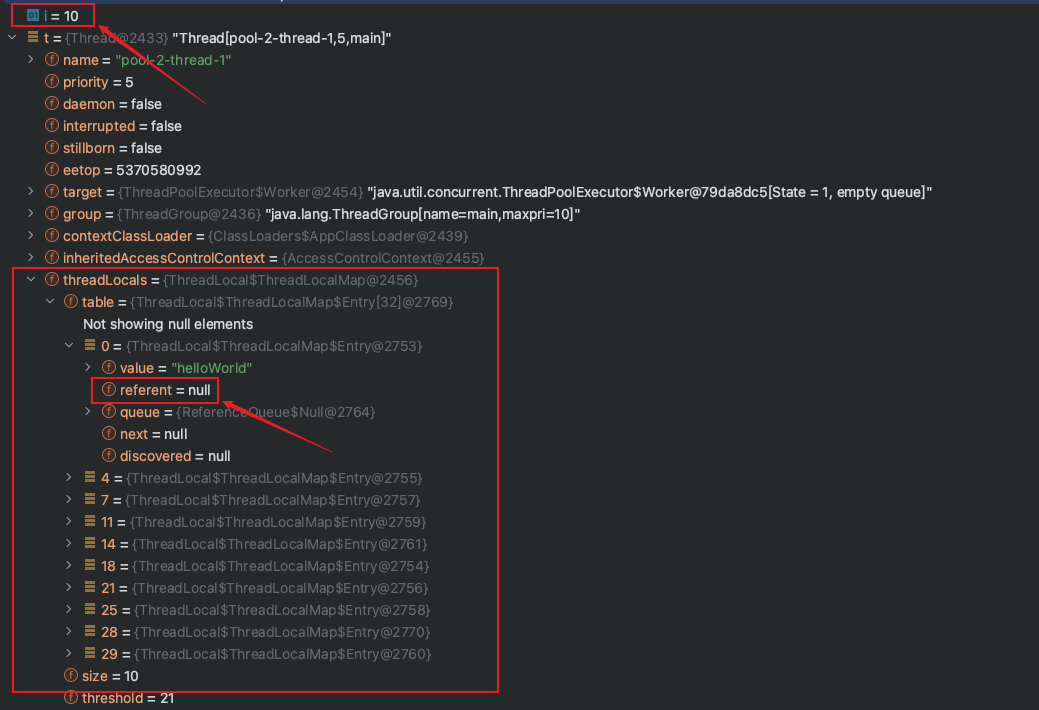 i = 10
t = {Thread@2433} "Thread[pool-2-thread-1,5,main]"
name = "pool-2-thread-1"
priority = 5
daemon = false
interrupted = false
stillborn = false
eetop = 5370580992
target = {ThreadPoolExecutor$Worker@2454} "java.util.concurrent.ThreadPoolExecutor$Worker@79da8dc5[State = 1, empty queue]"
group = {ThreadGroup@2436} "java.lang.ThreadGroup[name=main,maxpri=10]"
contextClassLoader = {ClassLoaders$AppClassLoader@2439}
inheritedAccessControlContext = {AccessControlContext@2455}
threadLocals = {ThreadLocal$ThreadLocalMap@2456}
table = {ThreadLocal$ThreadLocalMap$Entry[32]@2769}
Not showing null elements
0 = {ThreadLocal$ThreadLocalMap$Entry@2753}
value = "helloWorld"
referent = null
queue = {ReferenceQueue$Null@2764}
next = null
discovered = null
4 = {ThreadLocal$ThreadLocalMap$Entry@2755}
7 = {ThreadLocal$ThreadLocalMap$Entry@2757}
11 = {ThreadLocal$ThreadLocalMap$Entry@2759}
14 = {ThreadLocal$ThreadLocalMap$Entry@2761}
18 = {ThreadLocal$ThreadLocalMap$Entry@2754}
21 = {ThreadLocal$ThreadLocalMap$Entry@2756}
25 = {ThreadLocal$ThreadLocalMap$Entry@2758}
28 = {ThreadLocal$ThreadLocalMap$Entry@2770}
29 = {ThreadLocal$ThreadLocalMap$Entry@2760}
size = 10
threshold = 21